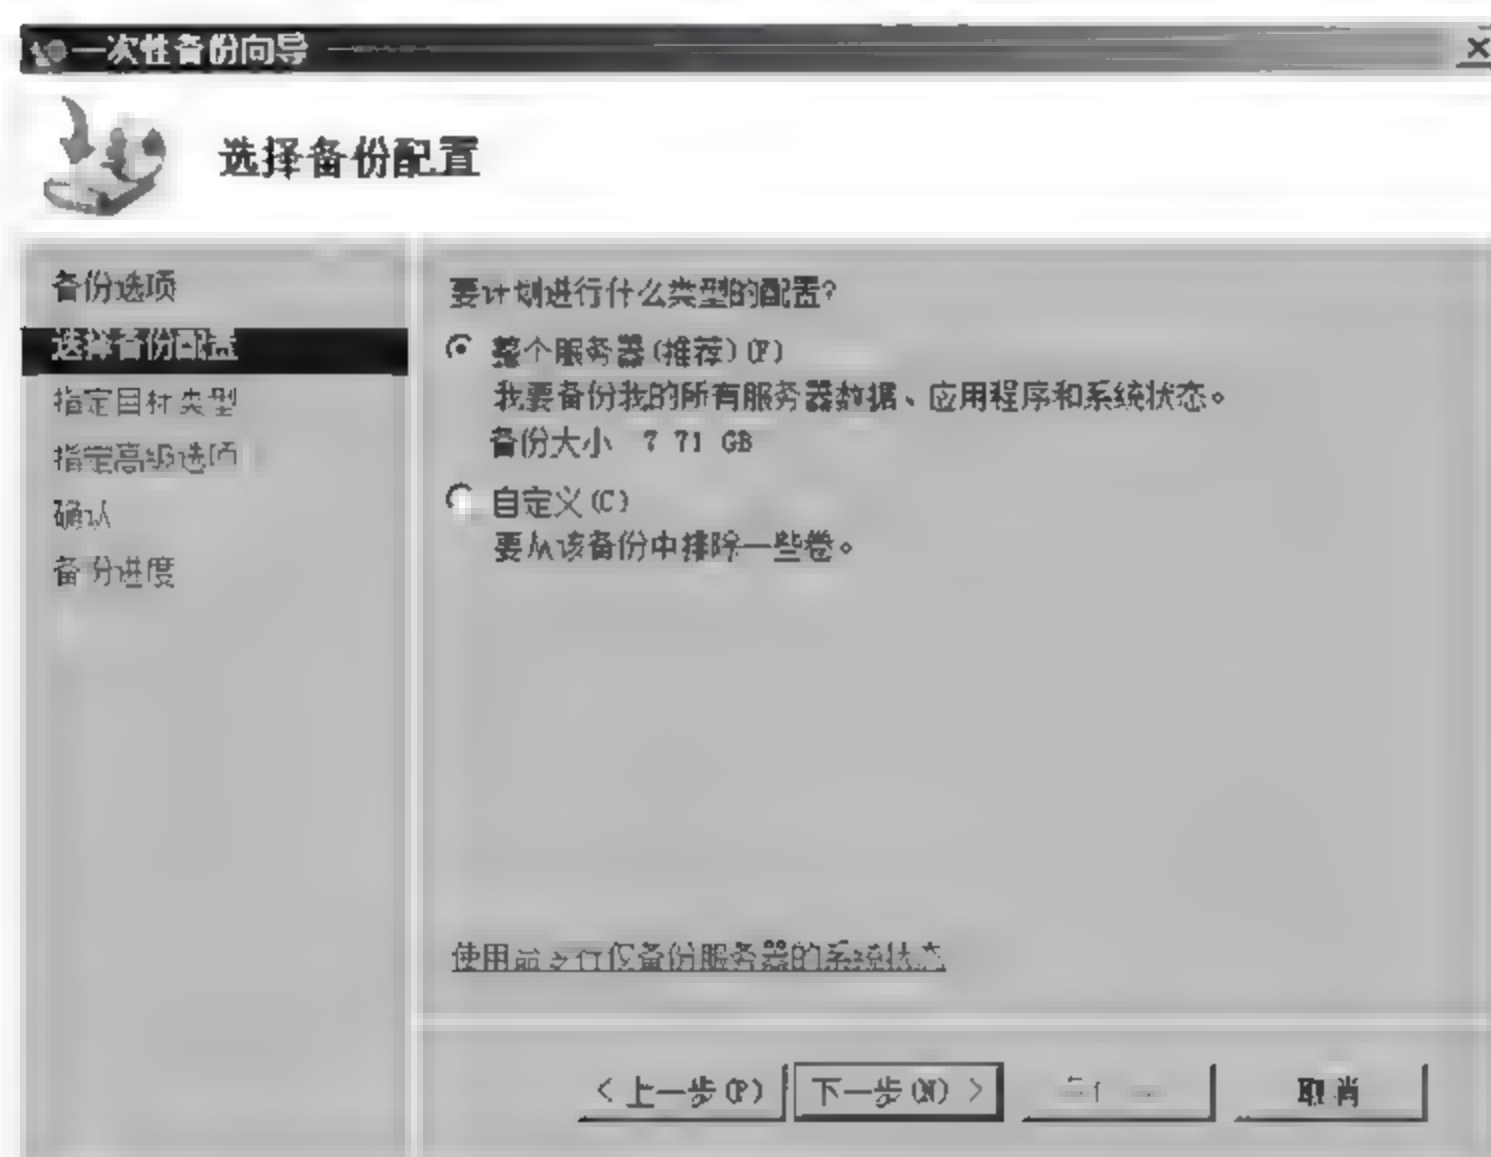 一次性备份向导
选择备份配置
备份选项
选择备份配置
指定目标类型
指定高级选项
确认
备份进度
要计划进行什么类型的配置?
整个服务器(推荐)(F)
我要备份我的所有服务器数据、应用程序和系统状态。
备份大小 7 71 GB
自定义(C)
要从该备份中排除一些卷。
使用命令行仅备份服务器的系统状态
< 上一步(P)
下一步(N) >
取消